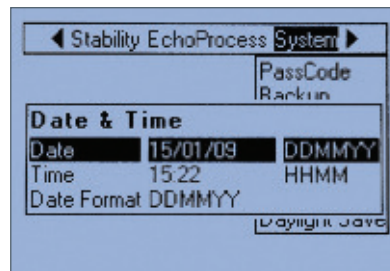 Stability EchoProcess System
PassCode
Backup
Date & Time
Date 15/01/09 DDMMYY
Time 15:22 HHMM
Date Format DDMMYY
Daylight Save